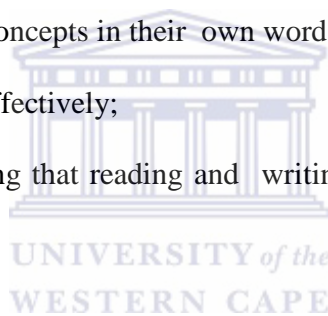 oncepts in their own word
ffectively;
ng that reading and writin
UNIVERSITY of the
WESTERN CAPE